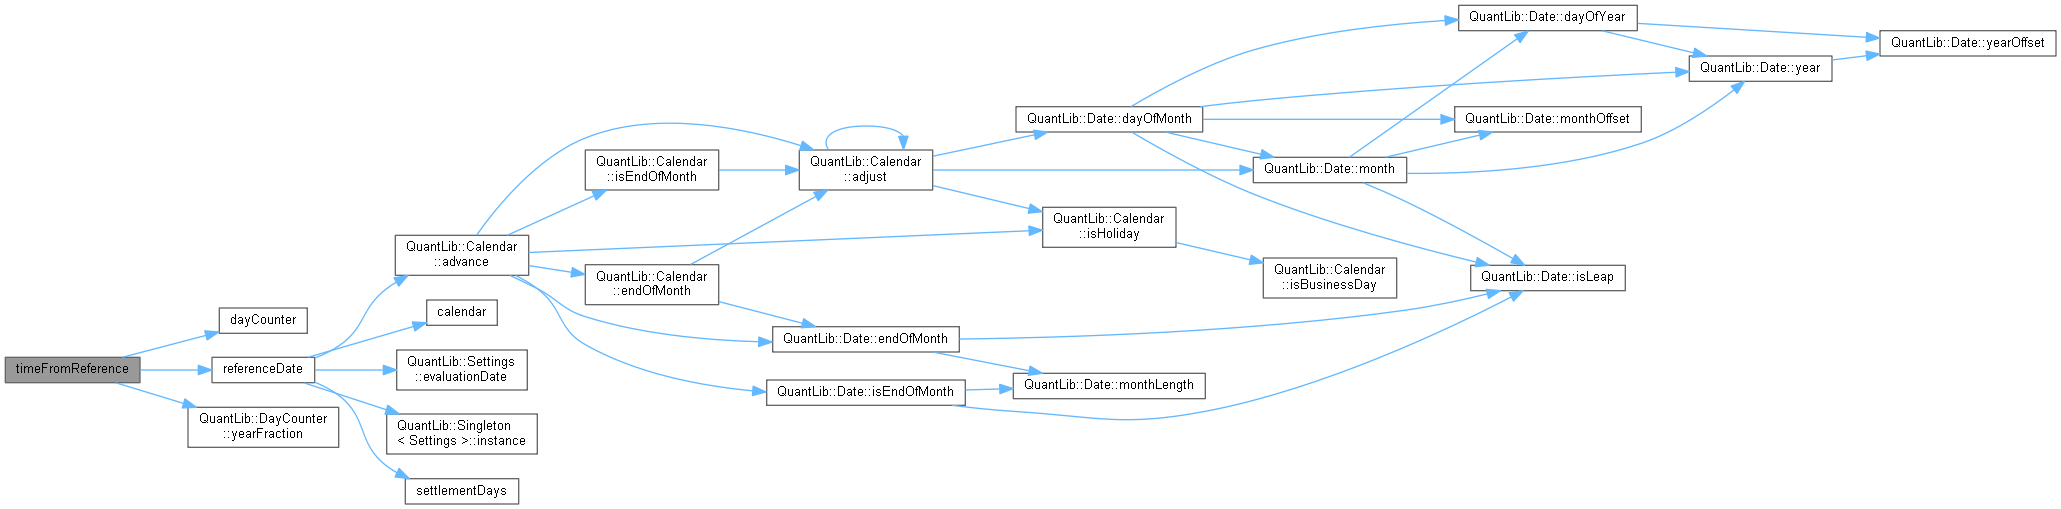 timeFromReference
dayCounter
referenceDate
QuantLib::DayCounter
::yearFraction
QuantLib::Calendar
::advance
calendar
QuantLib::Settings
::evaluationDate
QuantLib::Singleton
< Settings >::instance
settlementDays
QuantLib::Calendar
::isEndOfMonth
QuantLib::Calendar
::endOfMonth
QuantLib::Calendar
::adjust
QuantLib::Date::endOfMonth
QuantLib::Date::isEndOfMonth
QuantLib::Date::dayOfMonth
QuantLib::Calendar
::isHoliday
QuantLib::Date::monthLength
QuantLib::Date::month
QuantLib::Calendar
::isBusinessDay
QuantLib::Date::dayOfYear
QuantLib::Date::monthOffset
QuantLib::Date::isLeap
QuantLib::Date::year
QuantLib::Date::yearOffset